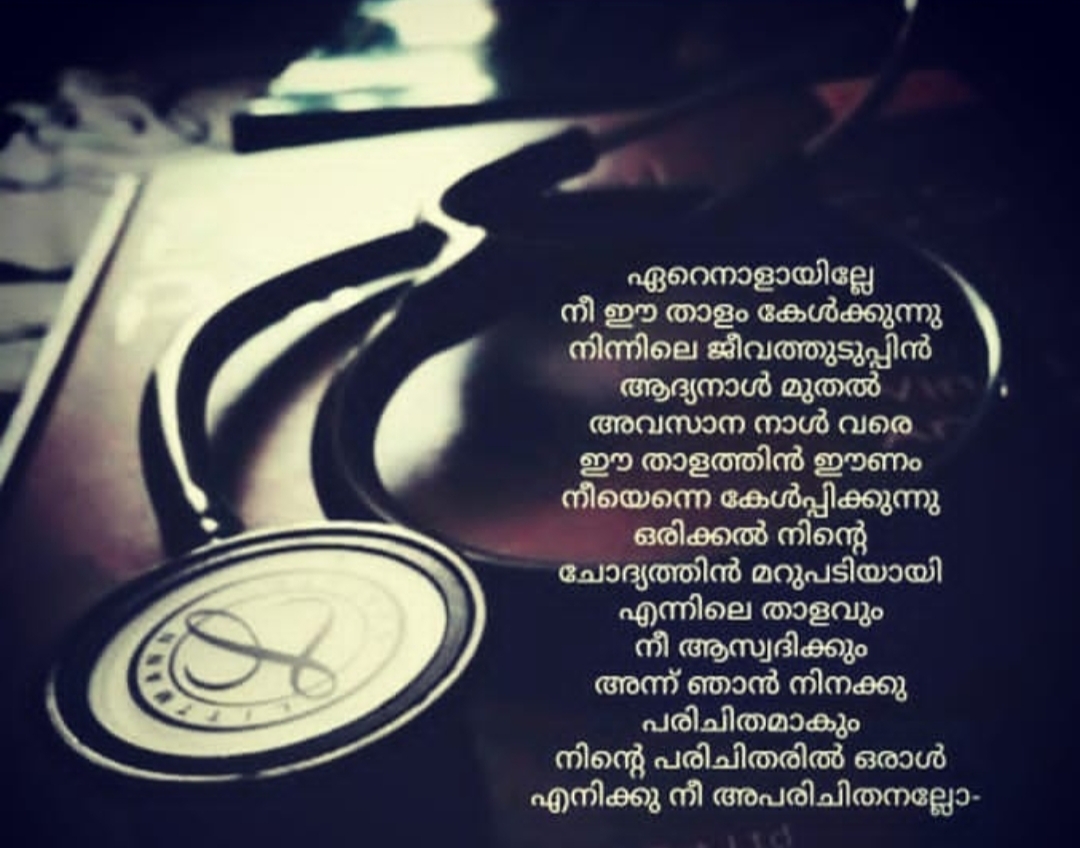 ഏറെനാളായില്ലേ
നീ ഈ താളം കേൾക്കുന്നു
നിന്നിലെ ജീവത്തുടുപ്പിൻ
ആദ്യനാൾ മുതൽ
അവസാന നാൾ വരെ
ഈ താളത്തിൻ ഈണം
നീയെന്നെ കേൾപ്പിക്കുന്നു
ഒരിക്കൽ നിന്റെ
ചോദ്യത്തിൻ മറുപടിയായി
എന്നിലെ താളവും
നീ ആസ്വദിക്കും
അന്ന് ഞാൻ നിനക്കു
പരിചിതമാകും
നിന്റെ പരിചിതരിൽ ഒരാൾ
എനിക്കു നീ അപരിചിതനല്ലോ-